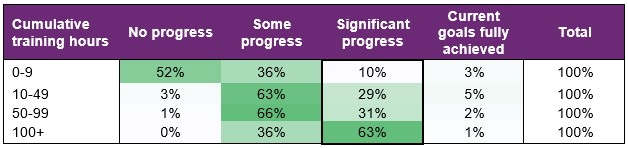 Cumulative training hours | No progress | Some progress | Significant progress | Current goals fully achieved | Total
0-9 | 52% | 36% | 10% | 3% | 100%
10-49 | 3% | 63% | 29% | 5% | 100%
50-99 | 1% | 66% | 31% | 2% | 100%
100+ | 0% | 36% | 63% | 1% | 100%